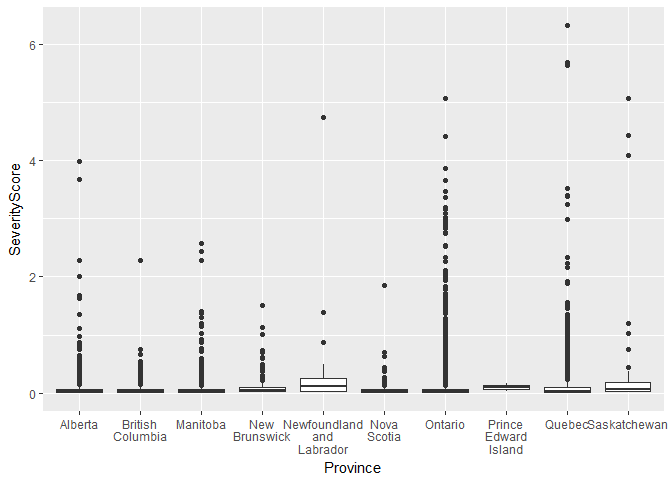 6
4
2
0
SeverityScore
Alberta
British
Columbia
Manitoba
New
Brunswick
Newfoundland
and
Labrador
Nova
Scotia
Ontario
Prince
Edward
Island
Quebec
Saskatchewan
Province